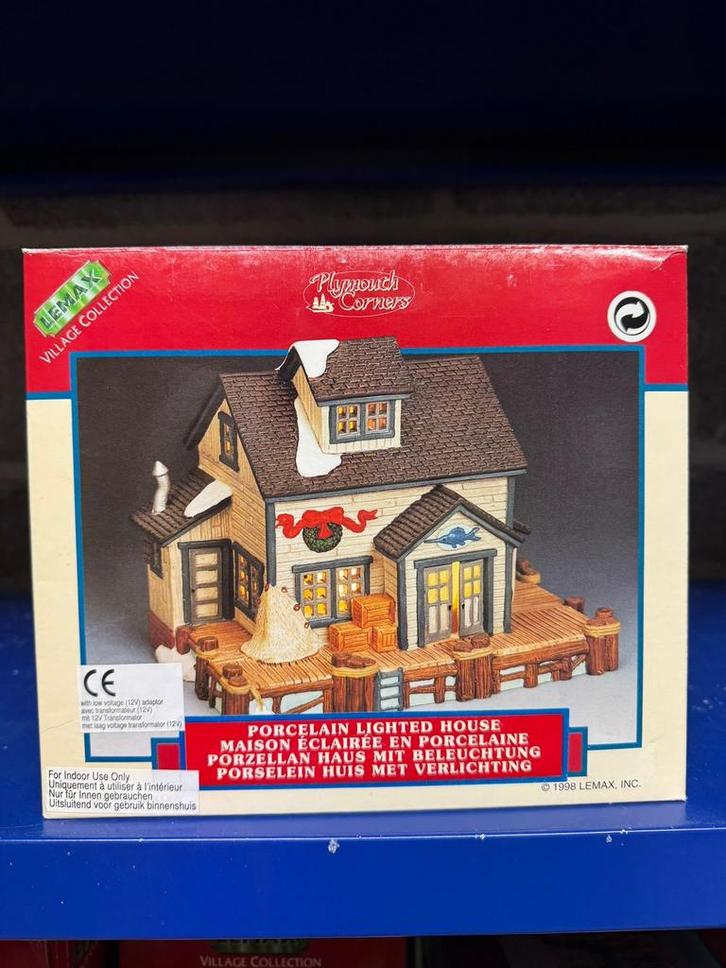 LEMAX
VILLAGE COLLECTION
Plymouth
Corners
CE
with low voltage (12V) adaptor
avec transformateur (12V)
mit 12V Transformator
met laag voltage transformator (12V)
PORCELAIN LIGHTED HOUSE
MAISON ÉCLAIRÉE EN PORCELAINE
PORZELLAN HAUS MIT BELEUCHTUNG
PORSELEIN HUIS MET VERLICHTING
For Indoor Use Only
Uniquement à utiliser à l'intérieur
Nur für Innen gebrauchen
Uitsluitend voor gebruik binnenshuis
© 1998 LEMAX, INC.
VILLAGE COLLECTION